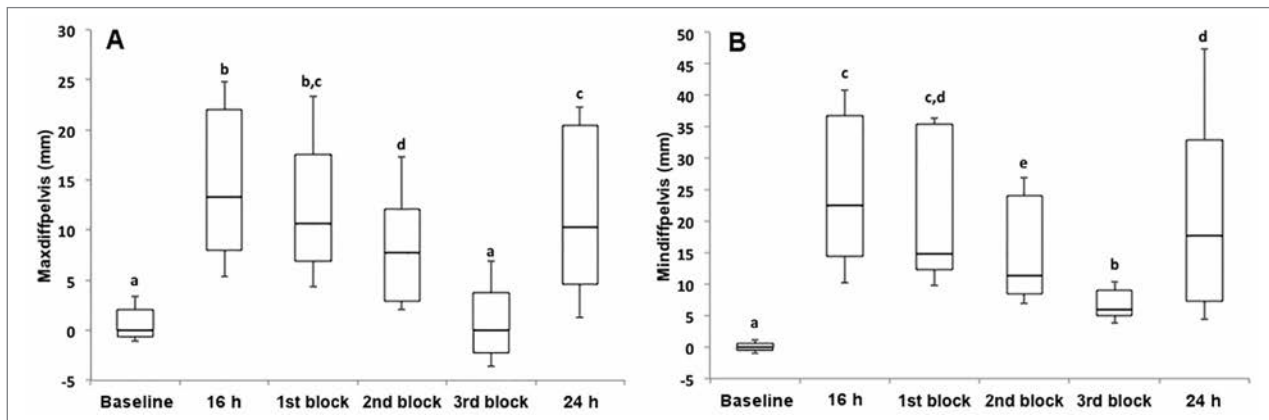 A
Maxdiffpelvis (mm)
30
25
20
15
10
5
0
-5
a
b
b,c
d
a
c
Baseline 16 h 1st block 2nd block 3rd block 24 h
B
Mindiffpelvis (mm)
50
45
40
35
30
25
20
15
10
5
0
-5
a
c
c,d
e
b
d
Baseline 16 h 1st block 2nd block 3rd block 24 h